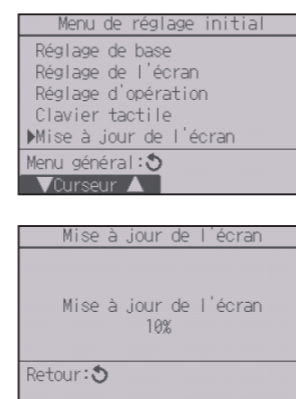 Menu de réglage initial
Réglage de base
Réglage de l'écran
Réglage d'opération
Clavier tactile
▶Mise à jour de l'écran
Menu général:↺
▼Curseur▲
Mise à jour de l'écran
Mise à jour de l'écran
10%
Retour:↺